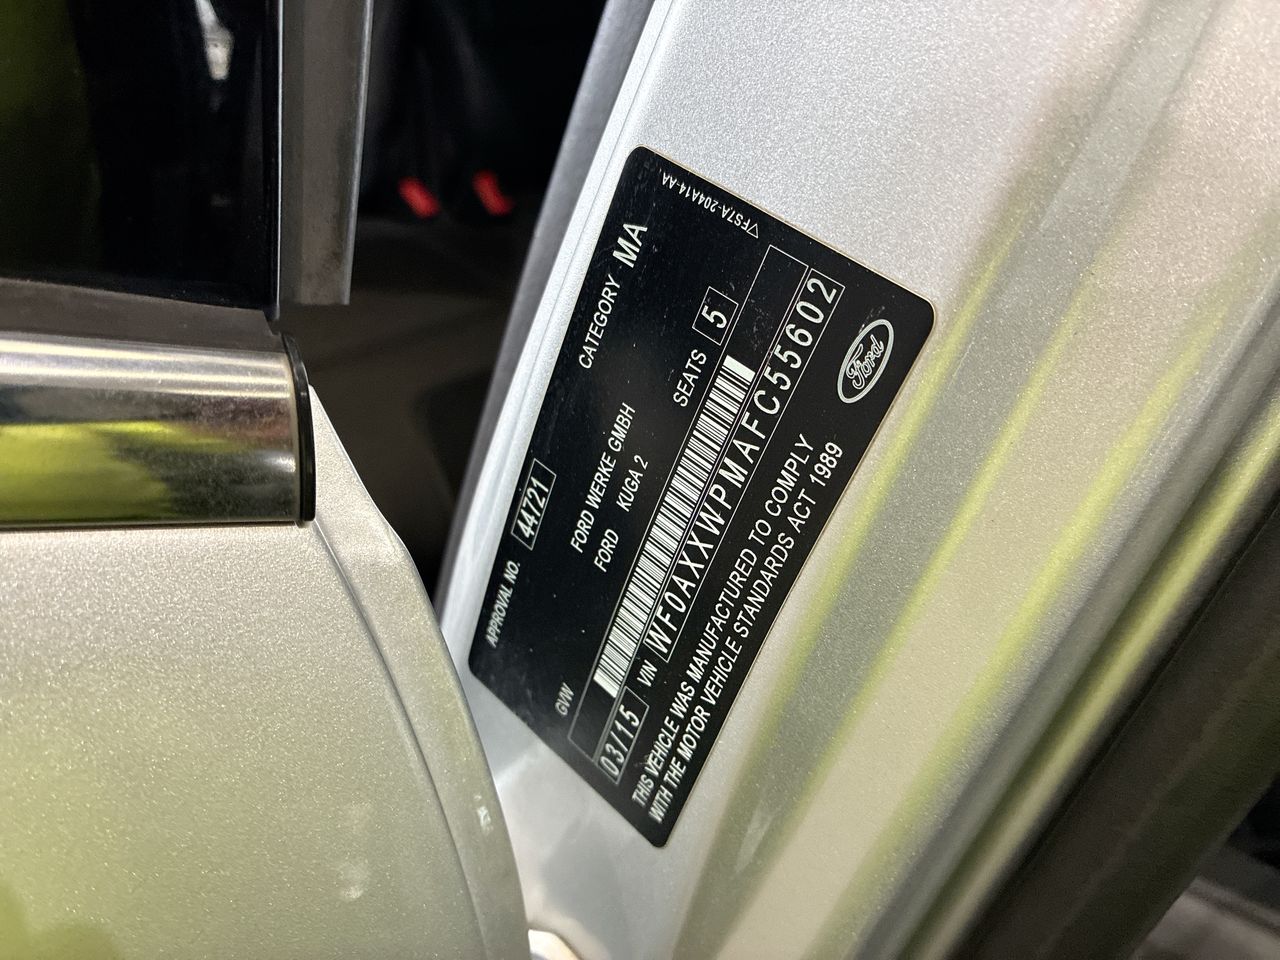 VFS7A-204A14-AA
CATEGORY MA
APPROVAL NO. 44721
FORD WERKE GMBH
FORD KUGA 2
SEATS 5
GVW
03/15 VIN WF0AXXWPMAFC55602
Ford
THIS VEHICLE WAS MANUFACTURED TO COMPLY
WITH THE MOTOR VEHICLE STANDARDS ACT 1989